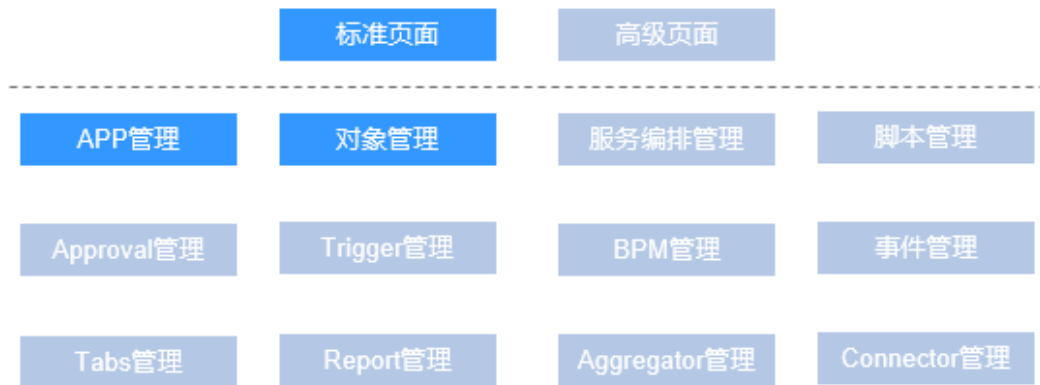 标准页面 高级页面
APP管理 对象管理 服务编排管理 脚本管理
Approval管理 Trigger管理 BPM管理 事件管理
Tabs管理 Report管理 Aggregator管理 Connector管理